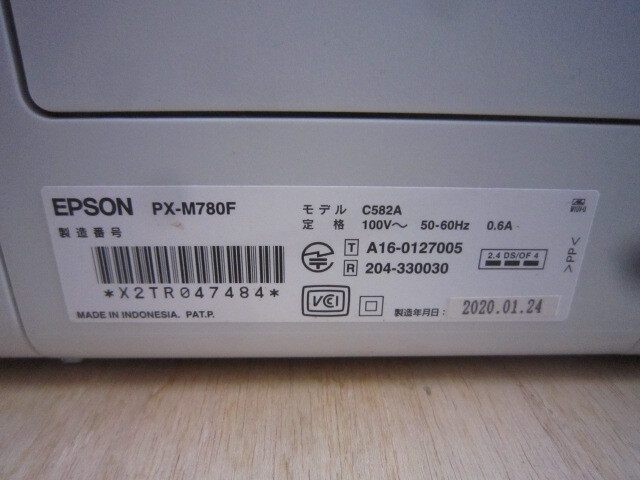 EPSON PX-M780F
製造番号
*X2TR047484*
MADE IN INDONESIA. PAT.P.
モデル C582A
定格 100V～ 50-60Hz 0.6A
T A16-0127005
R 204-330030
VCI
製造年月日: 2020.01.24
2.4 DS/OF 4
>PP<